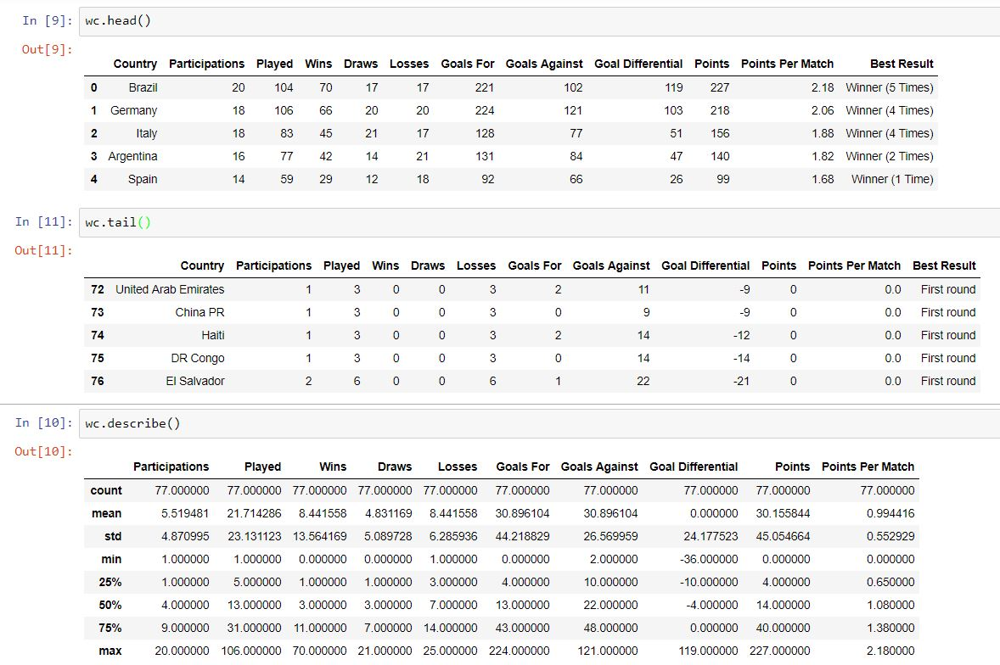 In [9]: wc.head()
Out[9]:
Country Participations Played Wins Draws Losses Goals For Goals Against Goal Differential Points Points Per Match Best Result
0 Brazil 20 104 70 17 17 221 102 119 227 2.18 Winner (5 Times)
1 Germany 18 106 66 20 20 224 121 103 218 2.06 Winner (4 Times)
2 Italy 18 83 45 21 17 128 77 51 156 1.88 Winner (4 Times)
3 Argentina 16 77 42 14 21 131 84 47 140 1.82 Winner (2 Times)
4 Spain 14 59 29 12 18 92 66 26 99 1.68 Winner (1 Time)
In [11]: wc.tail()
Out[11]:
Country Participations Played Wins Draws Losses Goals For Goals Against Goal Differential Points Points Per Match Best Result
72 United Arab Emirates 1 3 0 0 3 2 11 -9 0 0.0 First round
73 China PR 1 3 0 0 3 0 9 -9 0 0.0 First round
74 Haiti 1 3 0 0 3 2 14 -12 0 0.0 First round
75 DR Congo 1 3 0 0 3 0 14 -14 0 0.0 First round
76 El Salvador 2 6 0 0 6 1 22 -21 0 0.0 First round
In [10]: wc.describe()
Out[10]:
Participations Played Wins Draws Losses Goals For Goals Against Goal Differential Points Points Per Match
count 77.000000 77.000000 77.000000 77.000000 77.000000 77.000000 77.000000 77.000000 77.000000 77.000000
mean 5.519481 21.714286 8.441558 4.831169 8.441558 30.896104 30.896104 0.000000 30.155844 0.994416
std 4.870995 23.131123 13.564169 5.089728 6.285936 44.218829 26.569959 24.177523 45.054664 0.552929
min 1.000000 1.000000 0.000000 0.000000 1.000000 0.000000 2.000000 -36.000000 0.000000 0.000000
25% 1.000000 5.000000 1.000000 1.000000 3.000000 4.000000 10.000000 -10.000000 4.000000 0.650000
50% 4.000000 13.000000 3.000000 3.000000 7.000000 13.000000 22.000000 -4.000000 14.000000 1.080000
75% 9.000000 31.000000 11.000000 7.000000 14.000000 43.000000 48.000000 0.000000 40.000000 1.380000
max 20.000000 106.000000 70.000000 21.000000 25.000000 224.000000 121.000000 119.000000 227.000000 2.180000